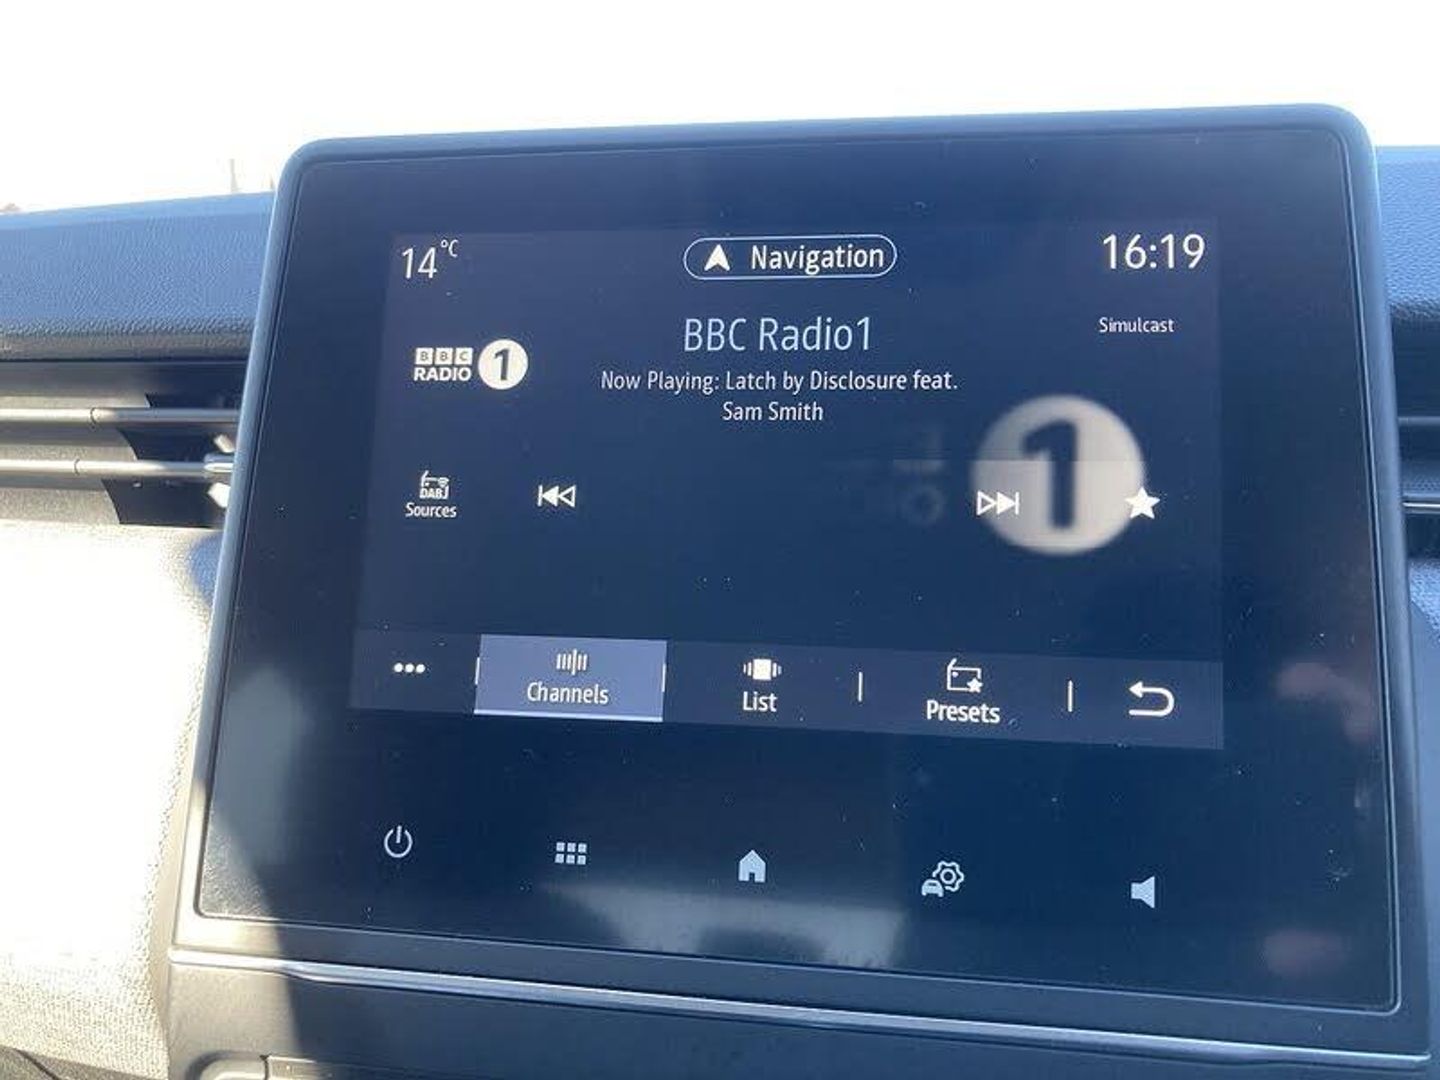 14°C
Navigation
16:19
BBC Radio1
Simulcast
BBC
RADIO 1
Now Playing: Latch by Disclosure feat.
Sam Smith
1
DAB
Sources
Channels
List
Presets